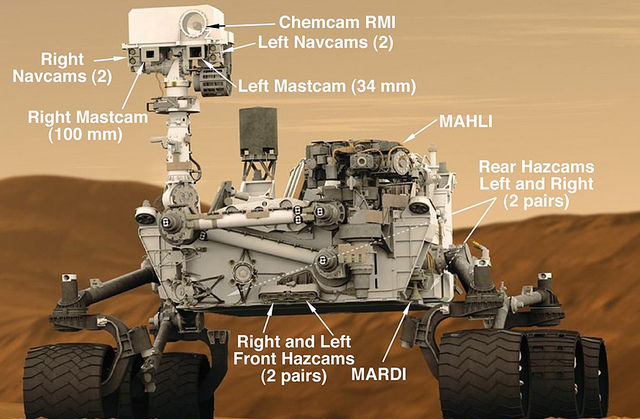 Chemcam RMI
Left Navcams (2)
Right
Navcams (2)
Left Mastcam (34 mm)
Right Mastcam
(100 mm)
MAHLI
Rear Hazcams
Left and Right
(2 pairs)
Right and Left
Front Hazcams
(2 pairs)
MARDI